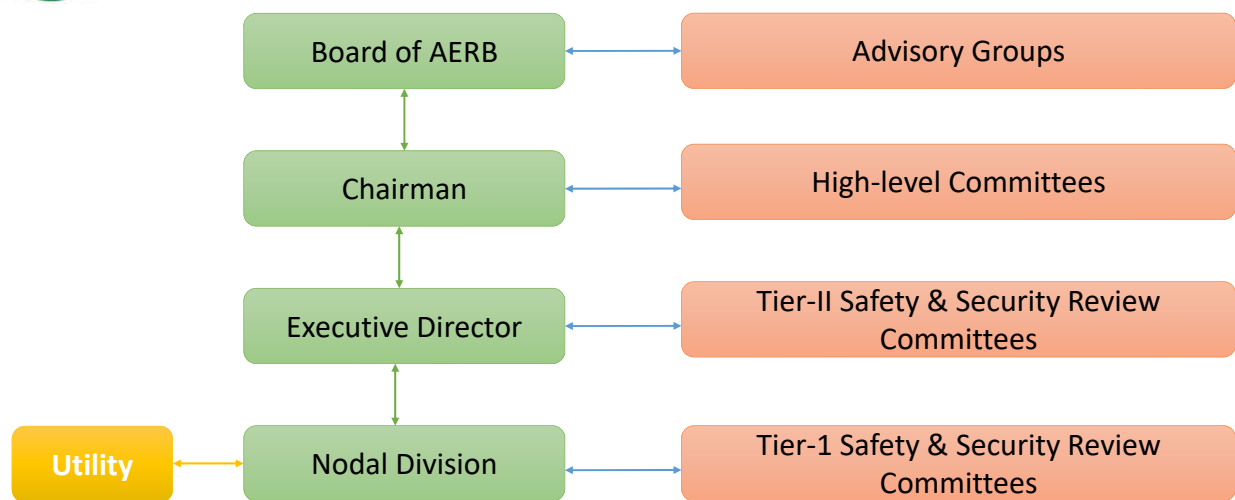 Board of AERB
Advisory Groups
Chairman
High-level Committees
Executive Director
Tier-II Safety & Security Review
Committees
Utility
Nodal Division
Tier-1 Safety & Security Review
Committees